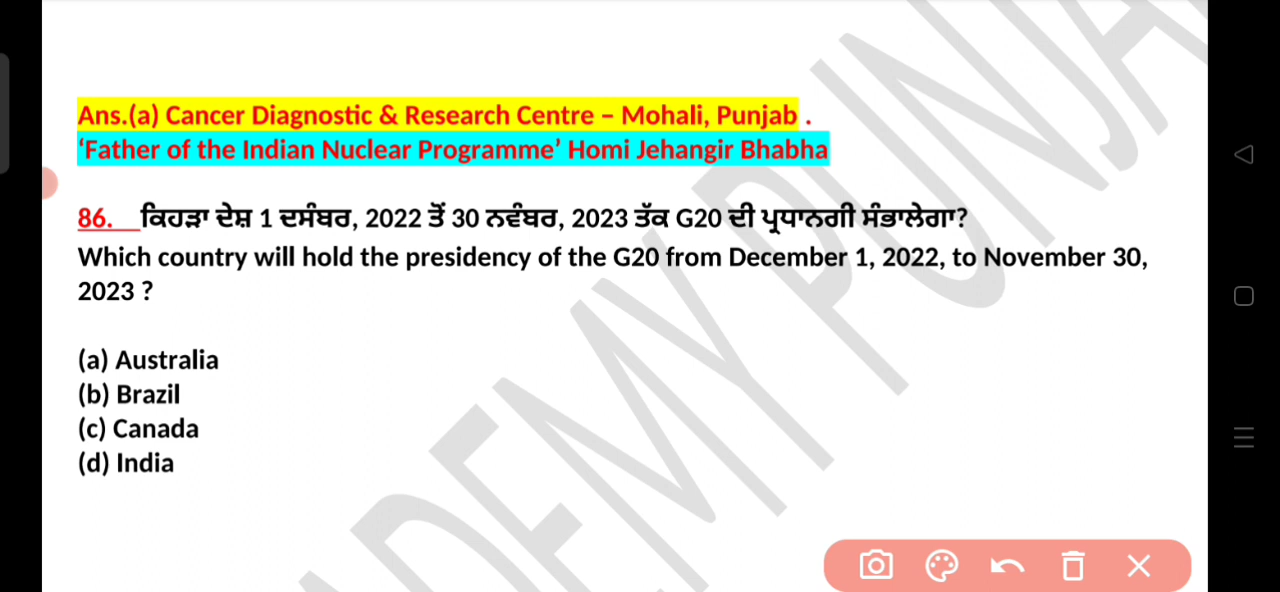 Ans.(a) Cancer Diagnostic & Research Centre – Mohali, Punjab .
‘Father of the Indian Nuclear Programme’ Homi Jehangir Bhabha
86. ਕਿਹੜਾ ਦੇਸ਼ 1 ਦਸੰਬਰ, 2022 ਤੋਂ 30 ਨਵੰਬਰ, 2023 ਤੱਕ G20 ਦੀ ਪ੍ਰਧਾਨਗੀ ਸੰਭਾਲੇਗਾ?
Which country will hold the presidency of the G20 from December 1, 2022, to November 30,
2023 ?
(a) Australia
(b) Brazil
(c) Canada
(d) India